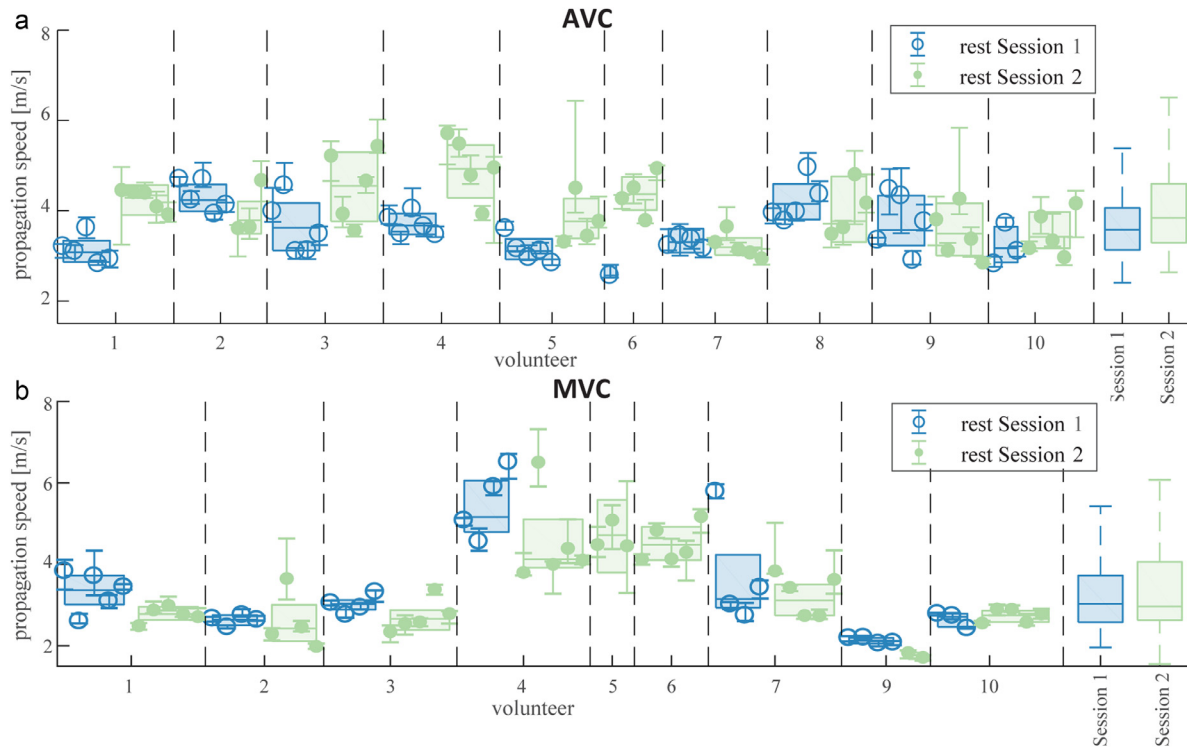 a
AVC
8
6
4
2
propagation speed [m/s]
rest Session 1
rest Session 2
1 2 3 4 5 6 7 8 9 10
volunteer
Session 1
Session 2
b
MVC
8
6
4
2
propagation speed [m/s]
rest Session 1
rest Session 2
1 2 3 4 5 6 7 9 10
volunteer
Session 1
Session 2